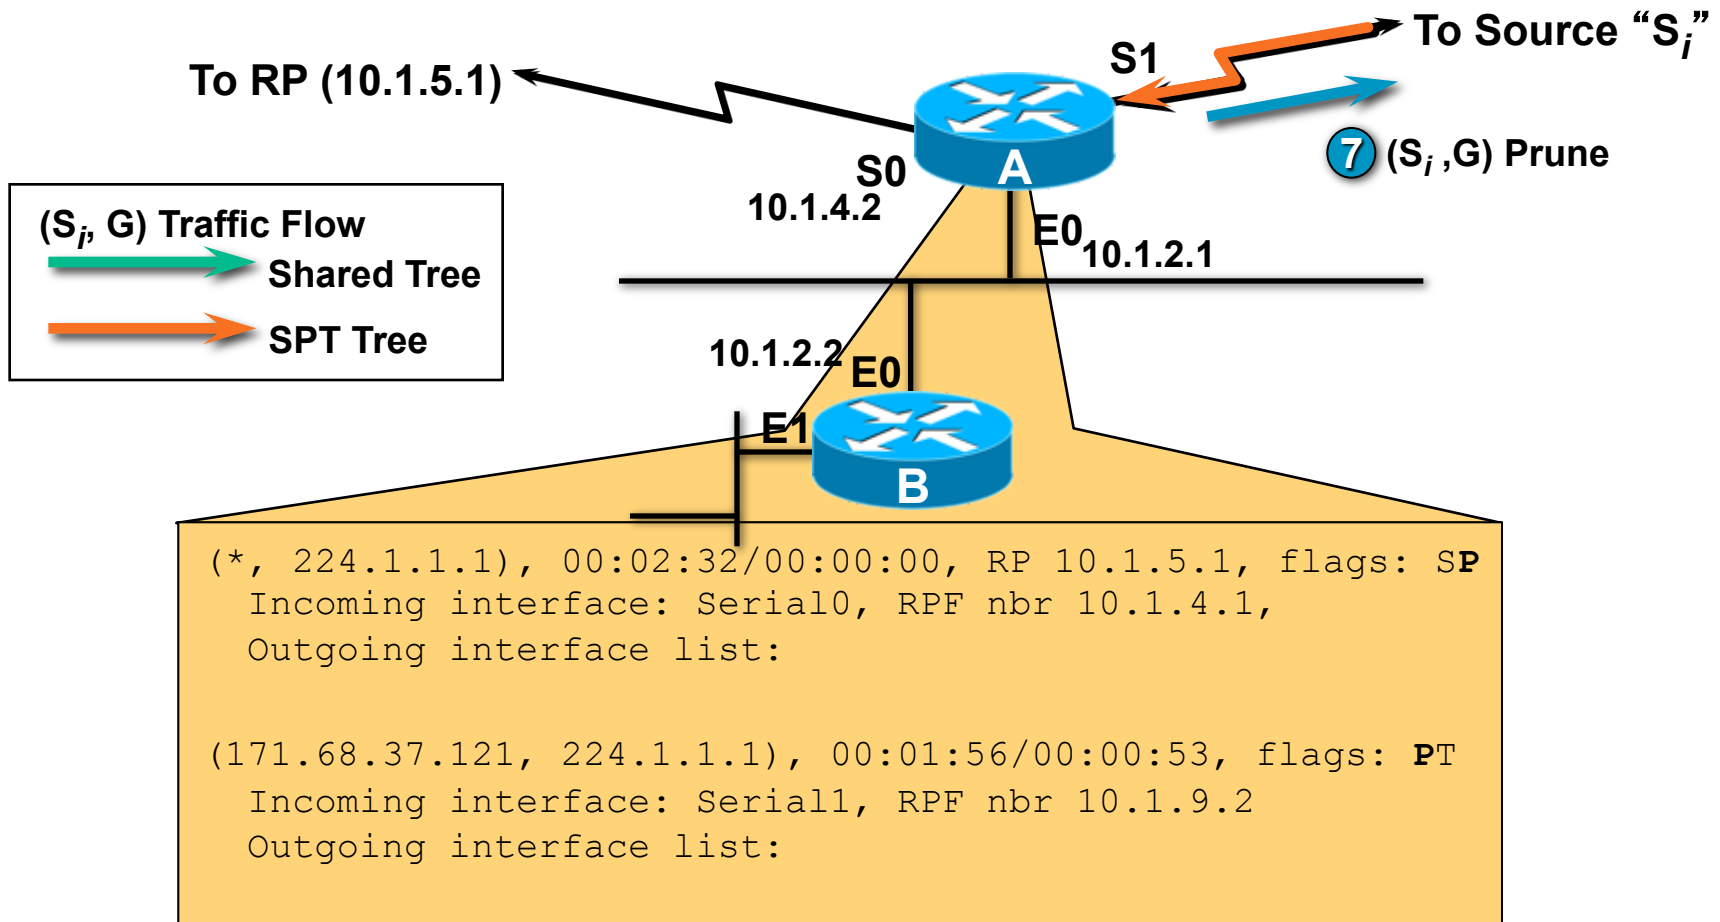 To Source “Si”
S1
To RP (10.1.5.1)
7 (Si ,G) Prune
A
S0
10.1.4.2
(Si, G) Traffic Flow
Shared Tree
SPT Tree
E0
10.1.2.1
10.1.2.2
E0
E1
B
(*, 224.1.1.1), 00:02:32/00:00:00, RP 10.1.5.1, flags: SP
Incoming interface: Serial0, RPF nbr 10.1.4.1,
Outgoing interface list:
(171.68.37.121, 224.1.1.1), 00:01:56/00:00:53, flags: PT
Incoming interface: Serial1, RPF nbr 10.1.9.2
Outgoing interface list: